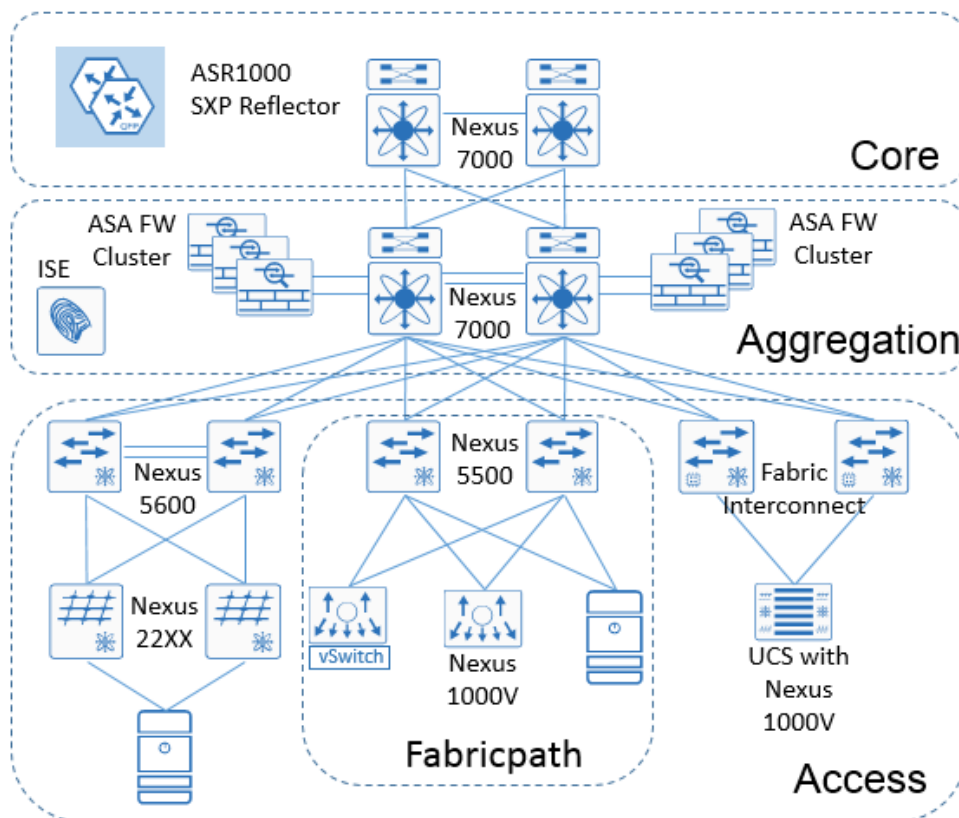 ASR1000
SXP Reflector
Nexus
7000
Core
ASA FW
Cluster
ISE
Nexus
7000
ASA FW
Cluster
Aggregation
Nexus
5600
Nexus
5500
Fabric
Interconnect
Nexus
22XX
vSwitch
Nexus
1000V
UCS with
Nexus
1000V
Fabricpath
Access